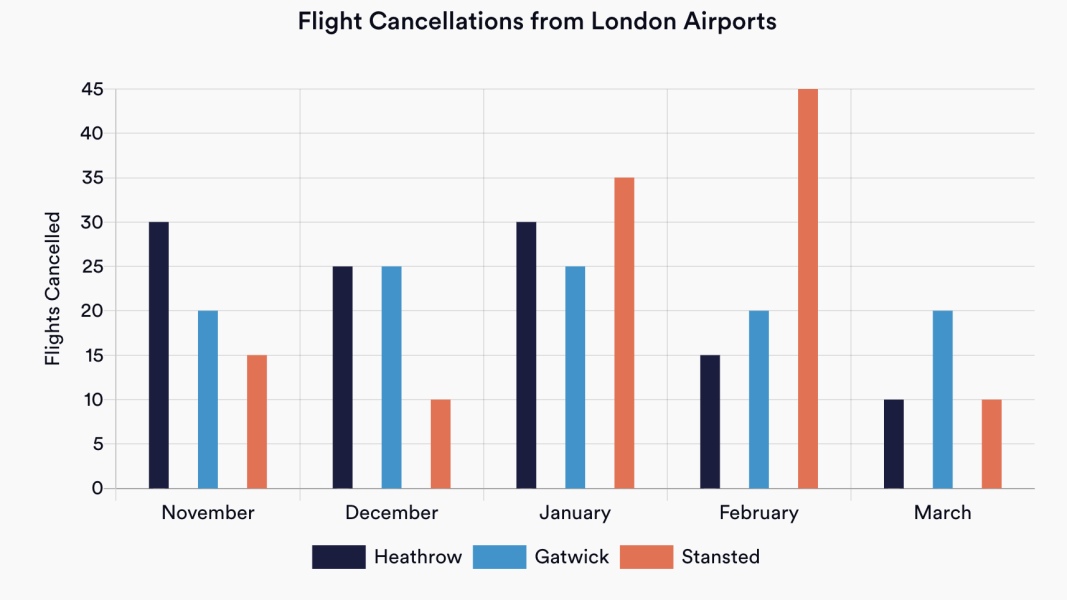 Flight Cancellations from London Airports
Flights Cancelled
45
40
35
30
25
20
15
10
5
0
November December January February March
Heathrow Gatwick Stansted